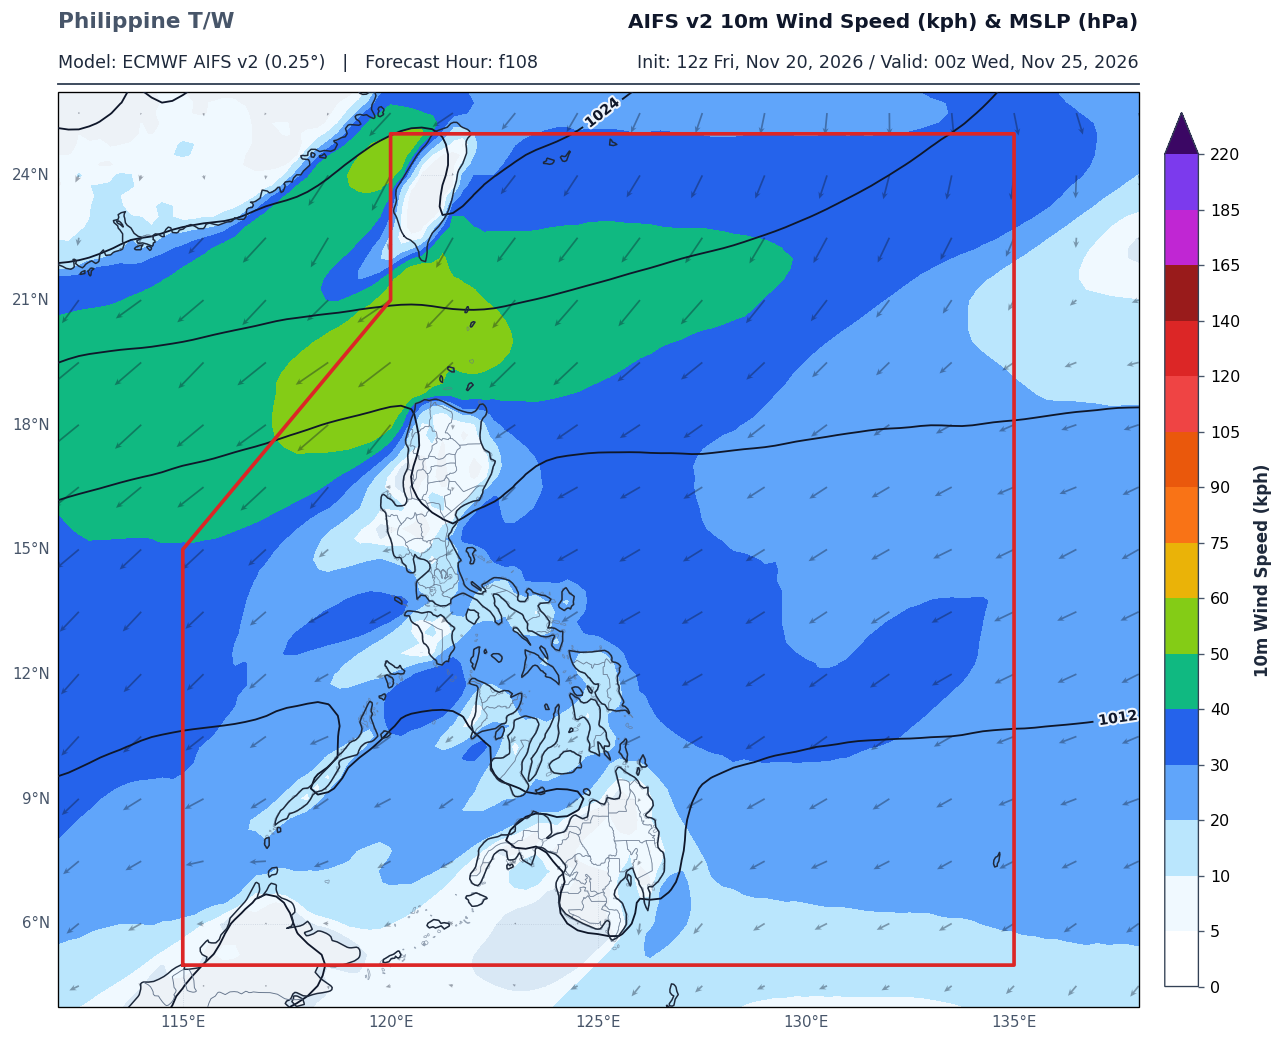 Philippine T/W
AIFS v2 10m Wind Speed (kph) & MSLP (hPa)
Model: ECMWF AIFS v2 (0.25°) | Forecast Hour: f108
Init: 12z Fri, Nov 20, 2026 / Valid: 00z Wed, Nov 25, 2026
1024
1012
24°N
21°N
18°N
15°N
12°N
9°N
6°N
115°E
120°E
125°E
130°E
135°E
220
185
165
140
120
105
90
75
60
50
40
30
20
10
5
0
10m Wind Speed (kph)